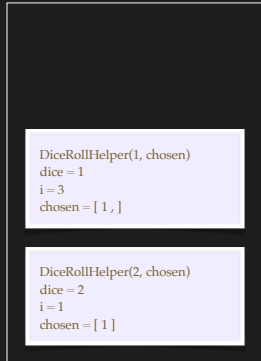 DiceRollHelper(1, chosen)
dice = 1
i = 3
chosen = [ 1 , ]
DiceRollHelper(2, chosen)
dice = 2
i = 1
chosen = [ 1 ]